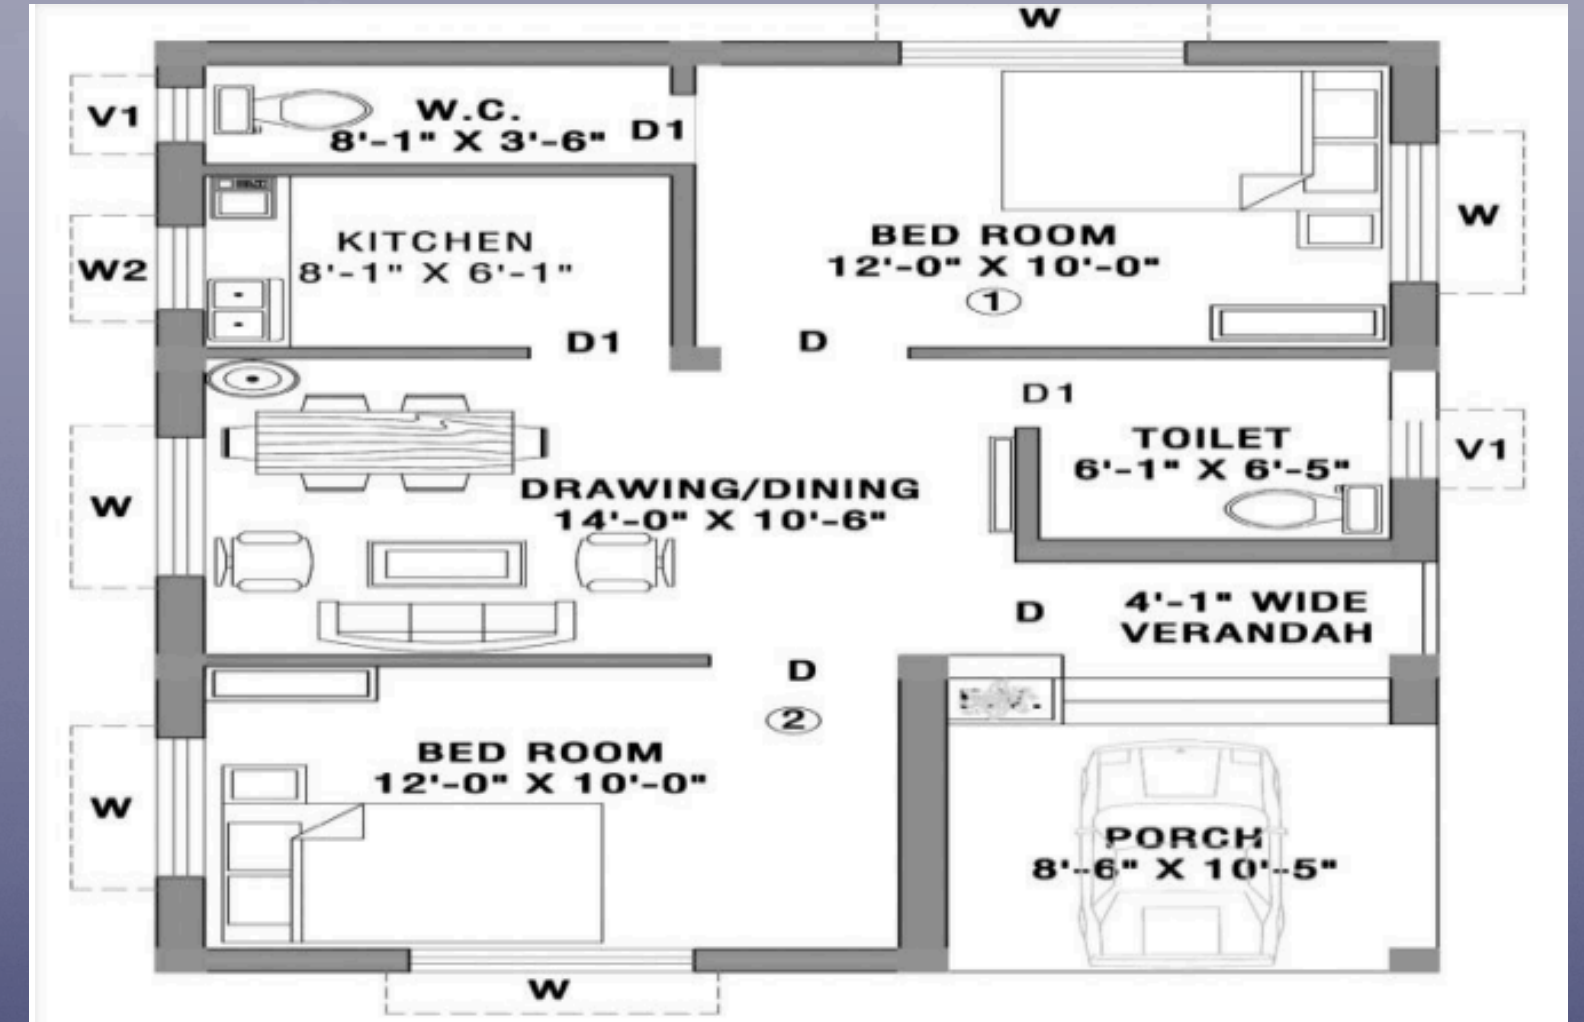 W
V1
W.C.
8'-1" X 3'-6"
D1
W2
KITCHEN
8'-1" X 6'-1"
D1
BED ROOM
12'-0" X 10'-0"
1
W
D
D1
TOILET
6'-1" X 6'-5"
V1
W
DRAWING/DINING
14'-0" X 10'-6"
D
4'-1" WIDE
VERANDAH
D
2
BED ROOM
12'-0" X 10'-0"
W
PORCH
8'-6" X 10'-5"
W